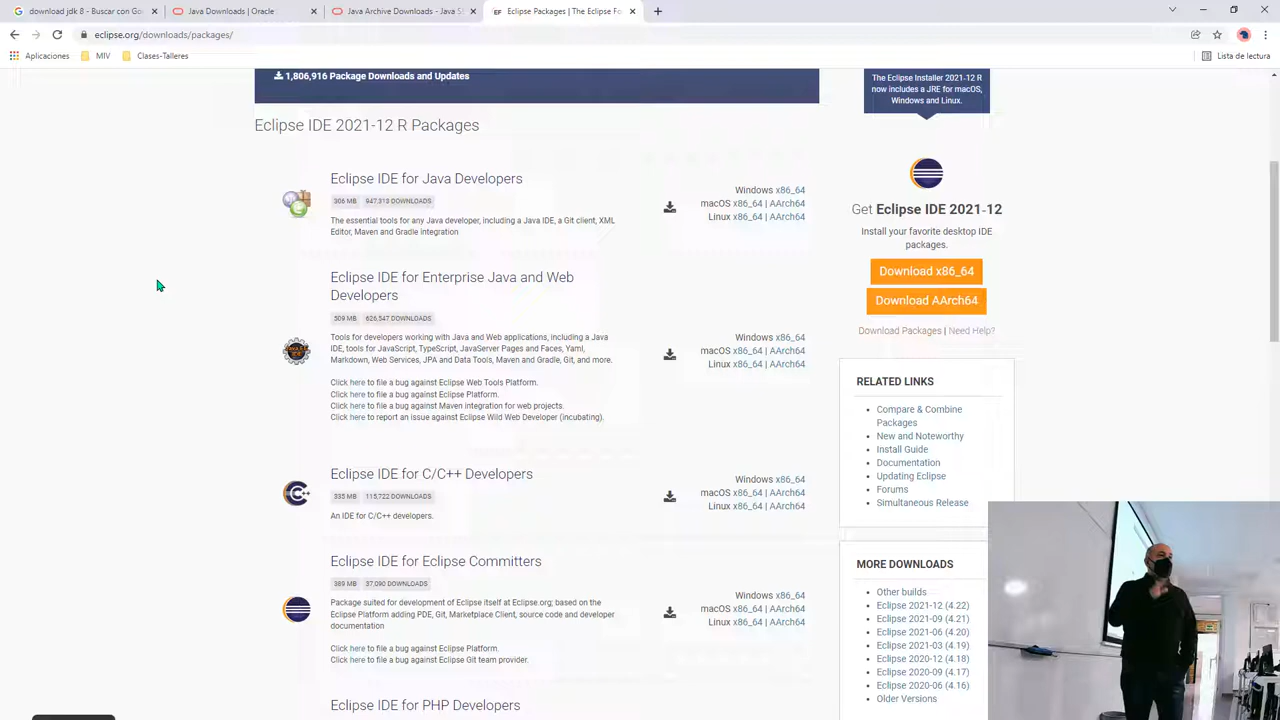 download jdk 8 - Buscar con Go
Java Downloads | Oracle
Java Archive Downloads - Java S
Eclipse Packages | The Eclipse Fo
eclipse.org/downloads/packages/
Aplicaciones
MIV
Clases-Talleres
Lista de lectura
1,806,916 Package Downloads and Updates
The Eclipse Installer 2021-12 R
now includes a JRE for macOS,
Windows and Linux.
Eclipse IDE 2021-12 R Packages
Eclipse IDE for Java Developers
306 MB 947,313 DOWNLOADS
The essential tools for any Java developer, including a Java IDE, a Git client, XML
Editor, Maven and Gradle integration
Windows x86_64
macOS x86_64 | AArch64
Linux x86_64 | AArch64
Eclipse IDE for Enterprise Java and Web
Developers
509 MB 626,547 DOWNLOADS
Tools for developers working with Java and Web applications, including a Java
IDE, tools for JavaScript, TypeScript, JavaServer Pages and Faces, Yaml,
Markdown, Web Services, JPA and Data Tools, Maven and Gradle, Git, and more.
Click here to file a bug against Eclipse Web Tools Platform.
Click here to file a bug against Eclipse Platform.
Click here to file a bug against Maven integration for web projects.
Click here to report an issue against Eclipse Wild Web Developer (incubating).
Windows x86_64
macOS x86_64 | AArch64
Linux x86_64 | AArch64
Eclipse IDE for C/C++ Developers
335 MB 115,722 DOWNLOADS
An IDE for C/C++ developers.
Windows x86_64
macOS x86_64 | AArch64
Linux x86_64 | AArch64
Eclipse IDE for Eclipse Committers
389 MB 37,090 DOWNLOADS
Package suited for development of Eclipse itself at Eclipse.org; based on the
Eclipse Platform adding PDE, Git, Marketplace Client, source code and developer
documentation
Click here to file a bug against Eclipse Platform.
Click here to file a bug against Eclipse Git team provider.
Windows x86_64
macOS x86_64 | AArch64
Linux x86_64 | AArch64
Eclipse IDE for PHP Developers
Get Eclipse IDE 2021-12
Install your favorite desktop IDE
packages.
Download x86_64
Download AArch64
Download Packages | Need Help?
RELATED LINKS
Compare & Combine
Packages
New and Noteworthy
Install Guide
Documentation
Updating Eclipse
Forums
Simultaneous Release
MORE DOWNLOADS
Other builds
Eclipse 2021-12 (4.22)
Eclipse 2021-09 (4.21)
Eclipse 2021-06 (4.20)
Eclipse 2021-03 (4.19)
Eclipse 2020-12 (4.18)
Eclipse 2020-09 (4.17)
Eclipse 2020-06 (4.16)
Older Versions